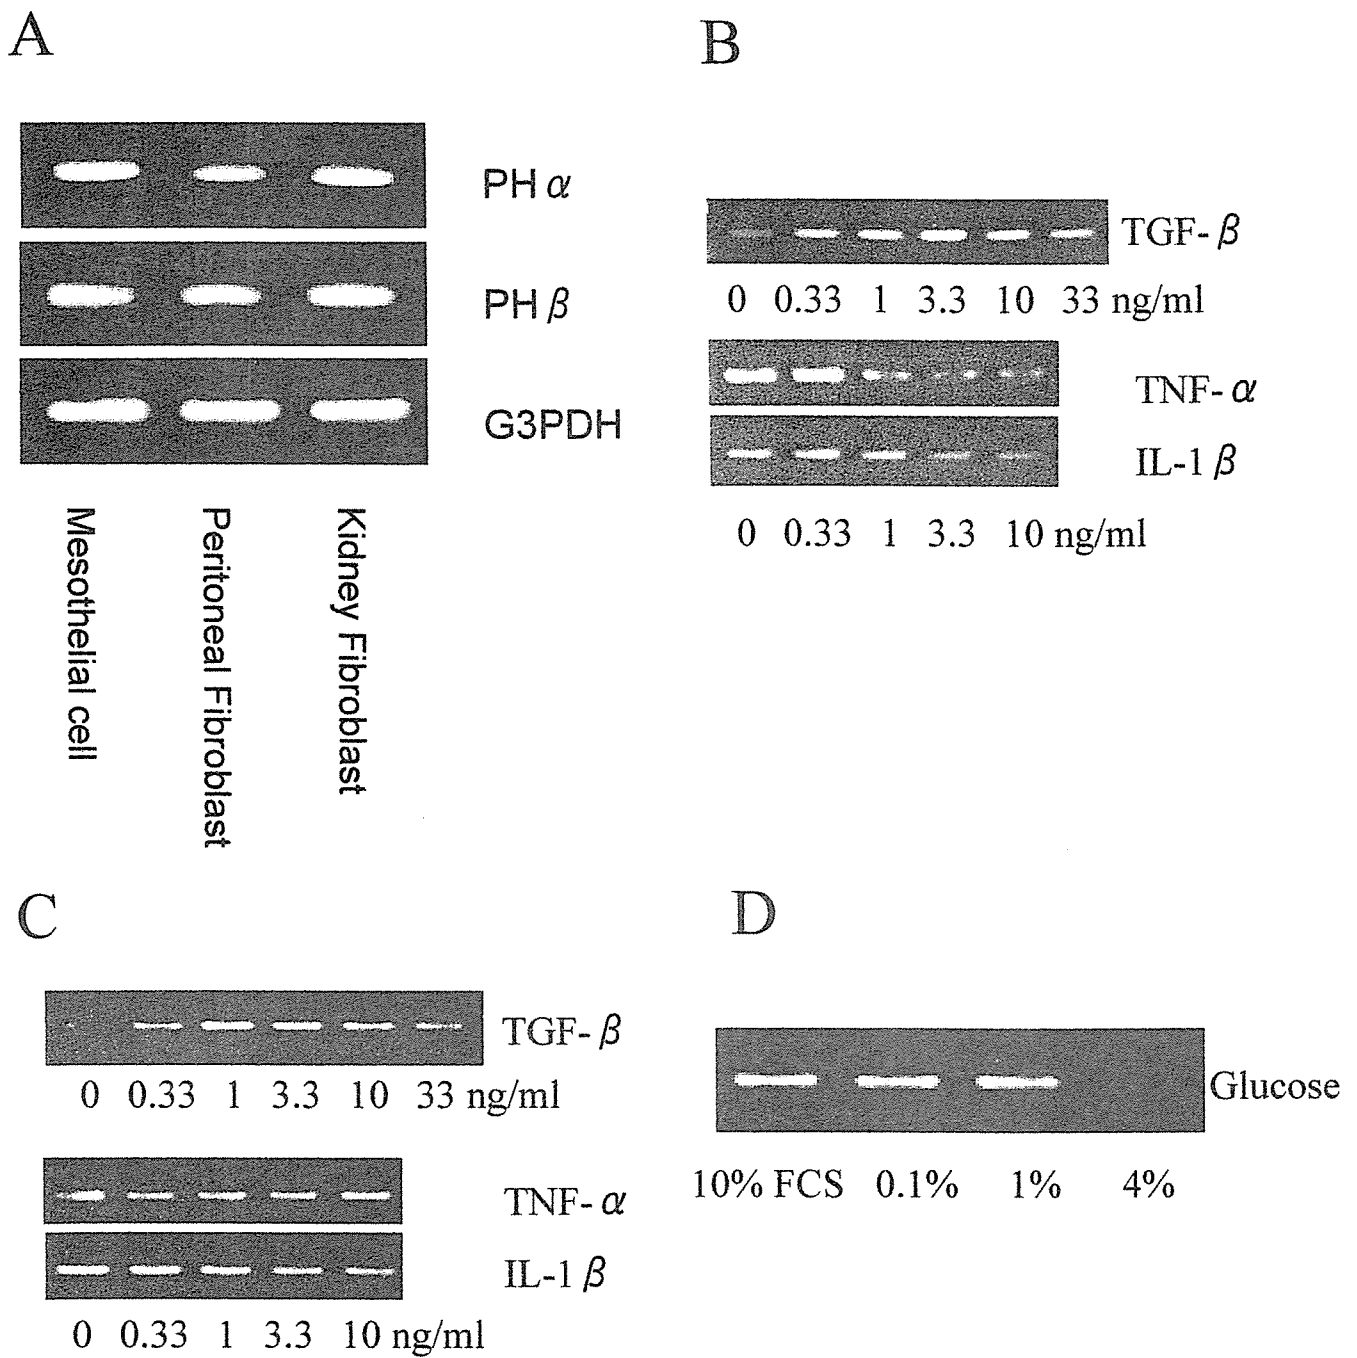 A
PH α
PH β
G3PDH
Mesothelial cell
Peritoneal Fibroblast
Kidney Fibroblast
B
TGF-β
0 0.33 1 3.3 10 33 ng/ml
TNF-α
IL-1β
0 0.33 1 3.3 10 ng/ml
C
TGF-β
0 0.33 1 3.3 10 33 ng/ml
TNF-α
IL-1β
0 0.33 1 3.3 10 ng/ml
D
Glucose
10% FCS 0.1% 1% 4%